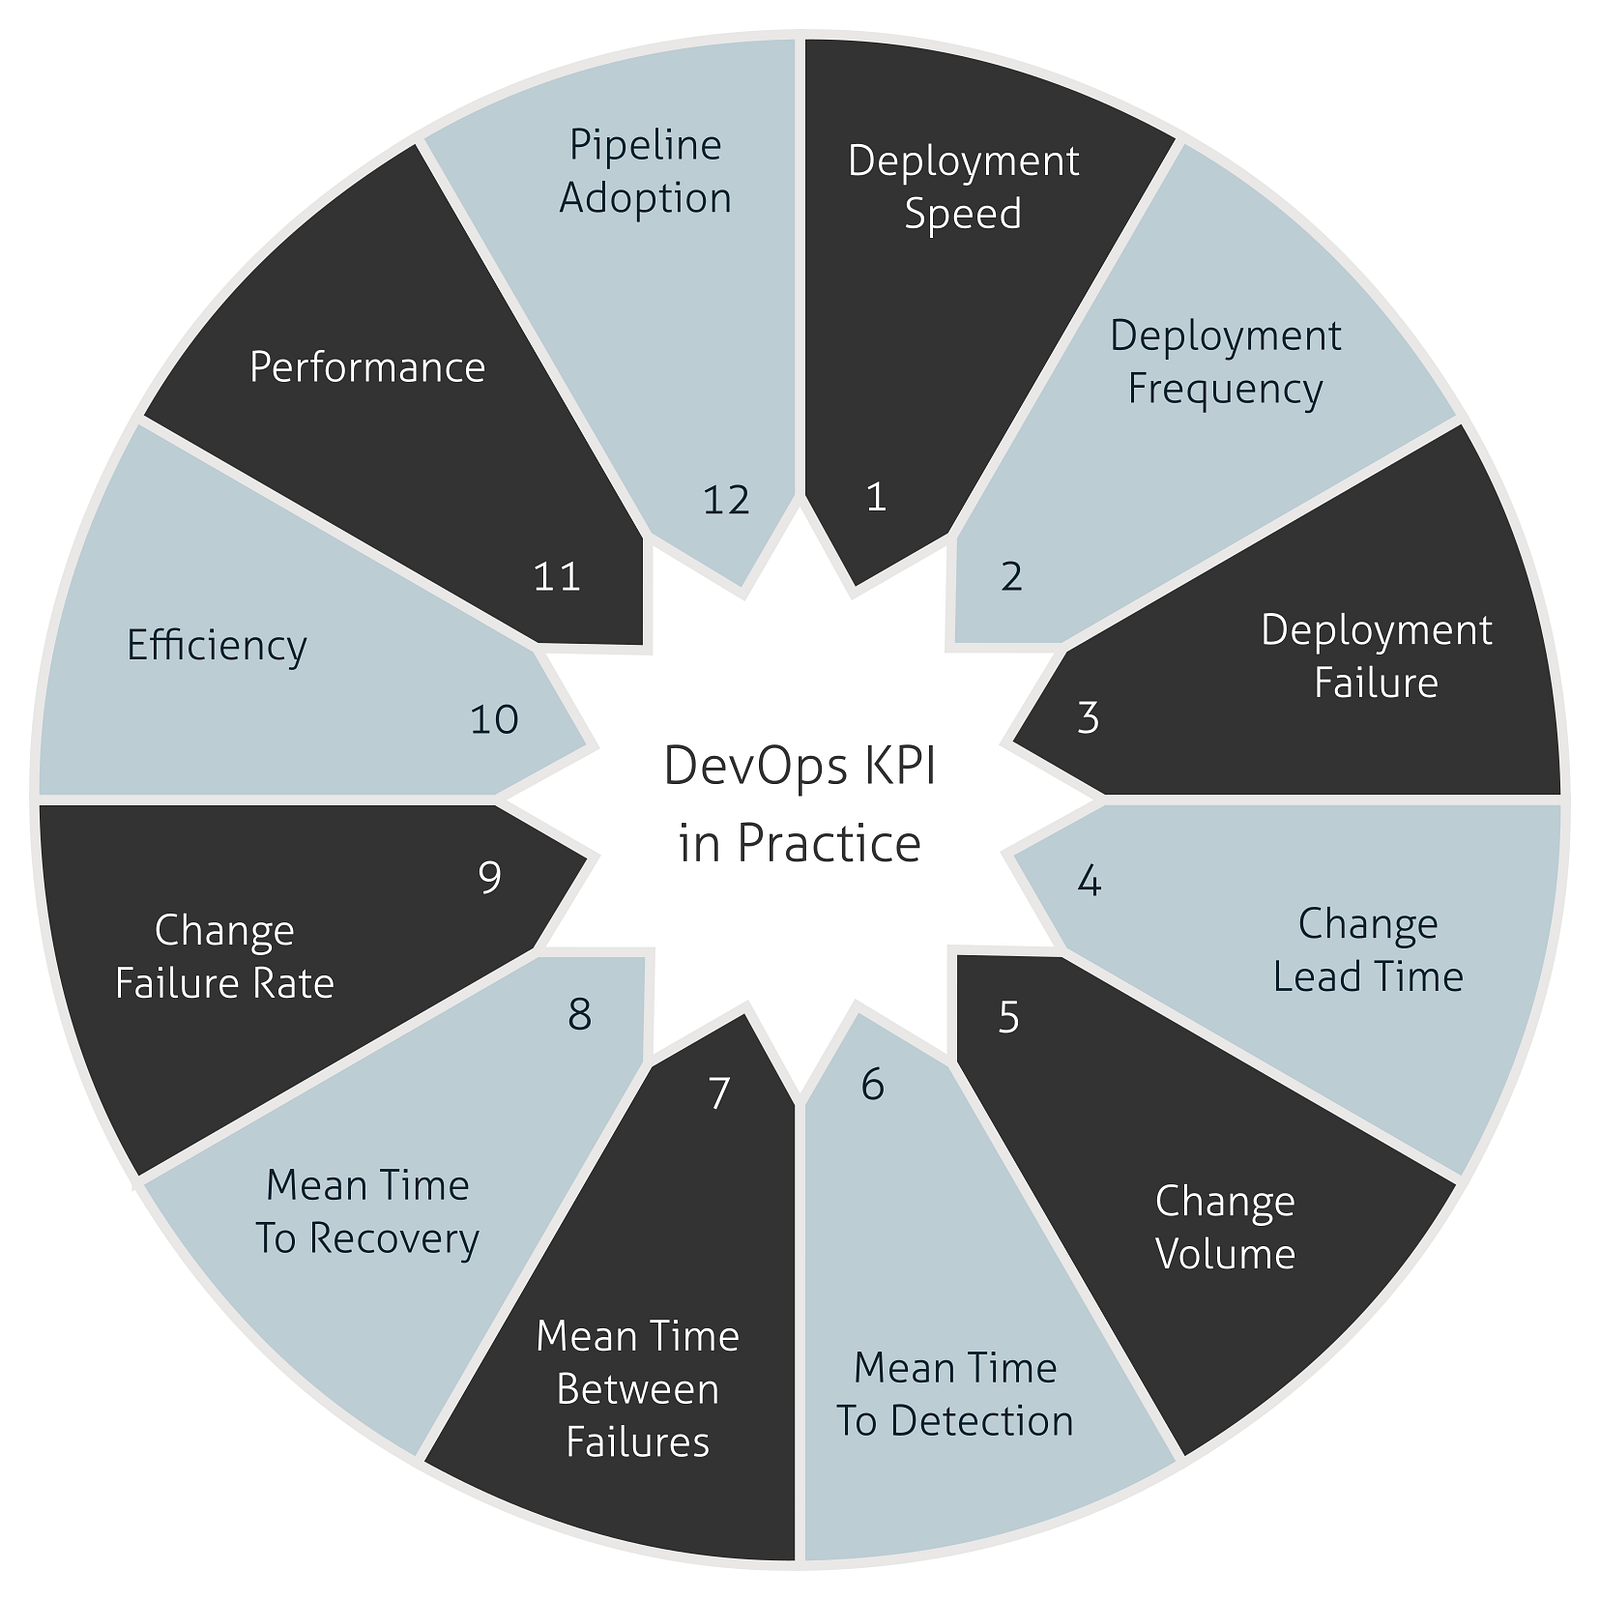 DevOps KPI
in Practice
Deployment
Speed
1
Deployment
Frequency
2
Deployment
Failure
3
Change
Lead Time
4
Change
Volume
5
Mean Time
To Detection
6
Mean Time
Between
Failures
7
Mean Time
To Recovery
8
Change
Failure Rate
9
Efficiency
10
Performance
11
Pipeline
Adoption
12